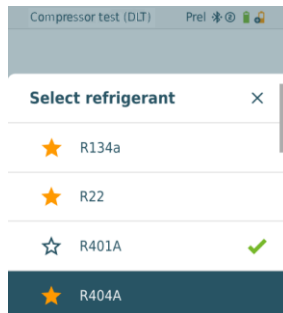 Compressor test (DLT) Prel
Select refrigerant
R134a
R22
R401A
R404A